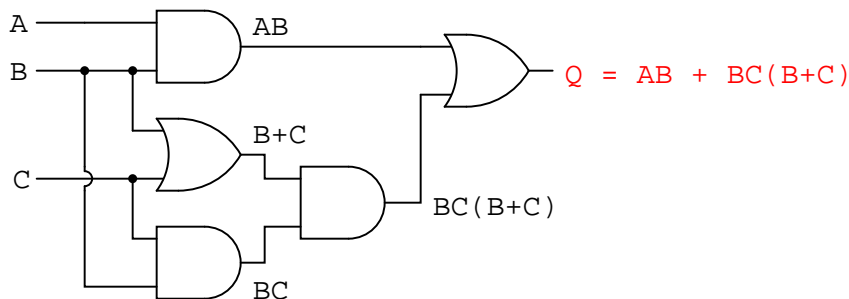 A
AB
B
Q = AB + BC(B+C)
B+C
C
BC(B+C)
BC